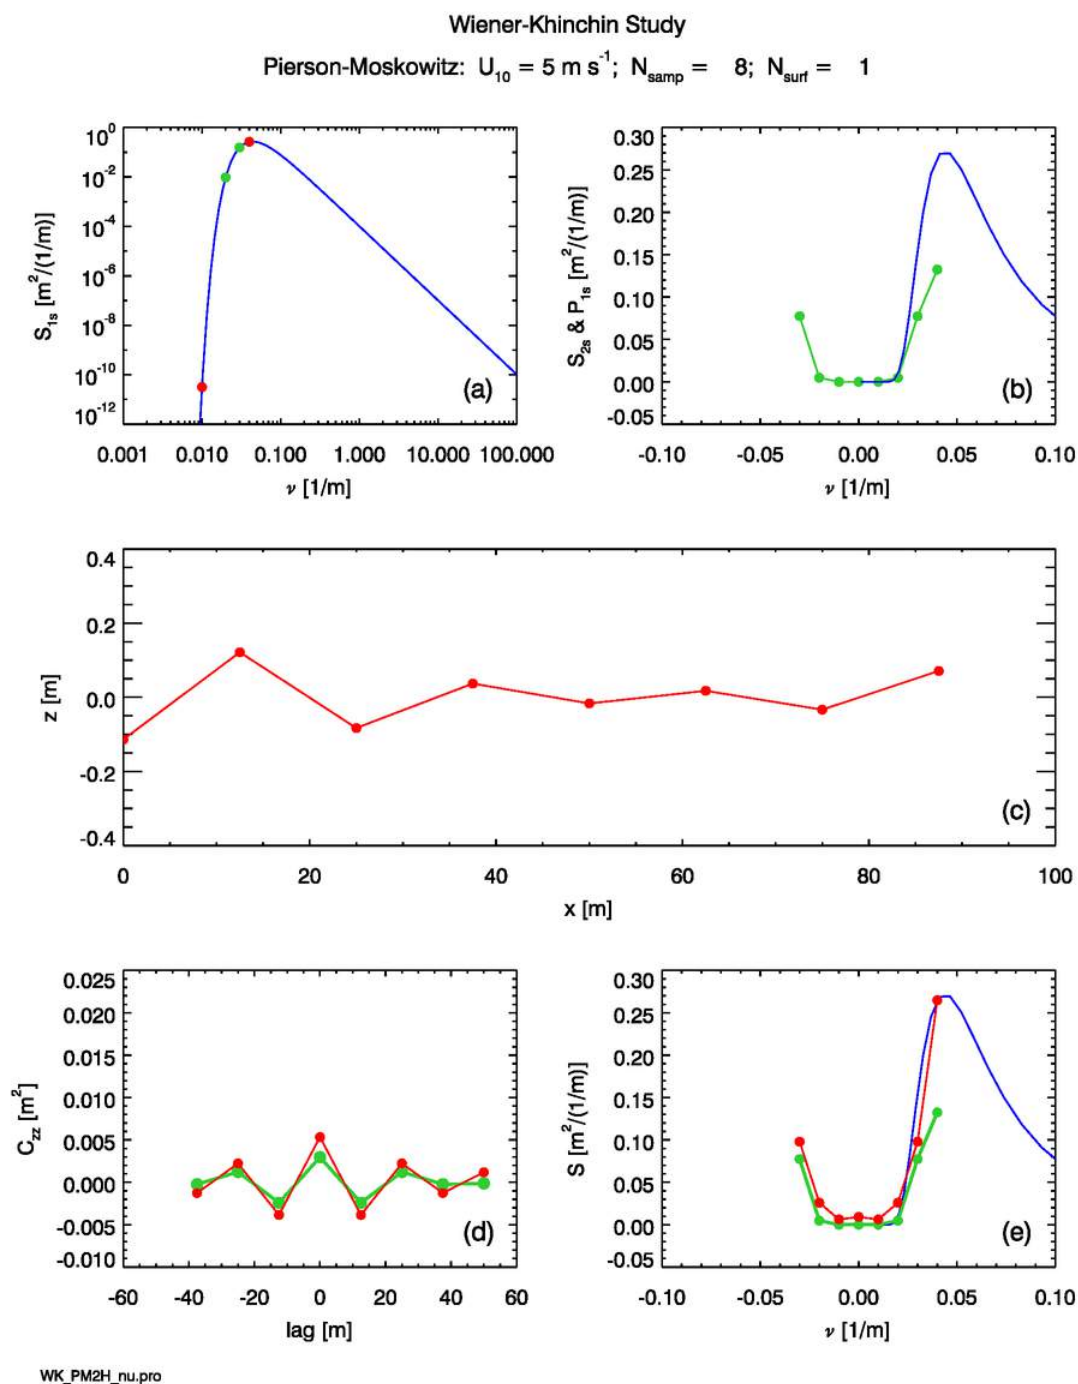 Wiener-Khinchin Study
Pierson-Moskowitz: U₁₀ = 5 m s⁻¹; N_samp = 8; N_surf = 1
10⁰
10⁻²
10⁻⁴
10⁻⁶
10⁻⁸
10⁻¹⁰
10⁻¹²
S₁ₛ [m²/(1/m)]
(a)
0.001 0.010 0.100 1.000 10.000 100.000
ν [1/m]
0.30
0.25
0.20
0.15
0.10
0.05
0.00
-0.05
S₂ₛ & P₁ₛ [m²/(1/m)]
(b)
-0.10 -0.05 0.00 0.05 0.10
ν [1/m]
0.4
0.2
0.0
-0.2
-0.4
z [m]
(c)
0 20 40 60 80 100
x [m]
0.025
0.020
0.015
0.010
0.005
0.000
-0.005
-0.010
C_zz [m²]
(d)
-60 -40 -20 0 20 40 60
lag [m]
0.30
0.25
0.20
0.15
0.10
0.05
0.00
-0.05
S [m²/(1/m)]
(e)
-0.10 -0.05 0.00 0.05 0.10
ν [1/m]
WK_PM2H_nu.pro